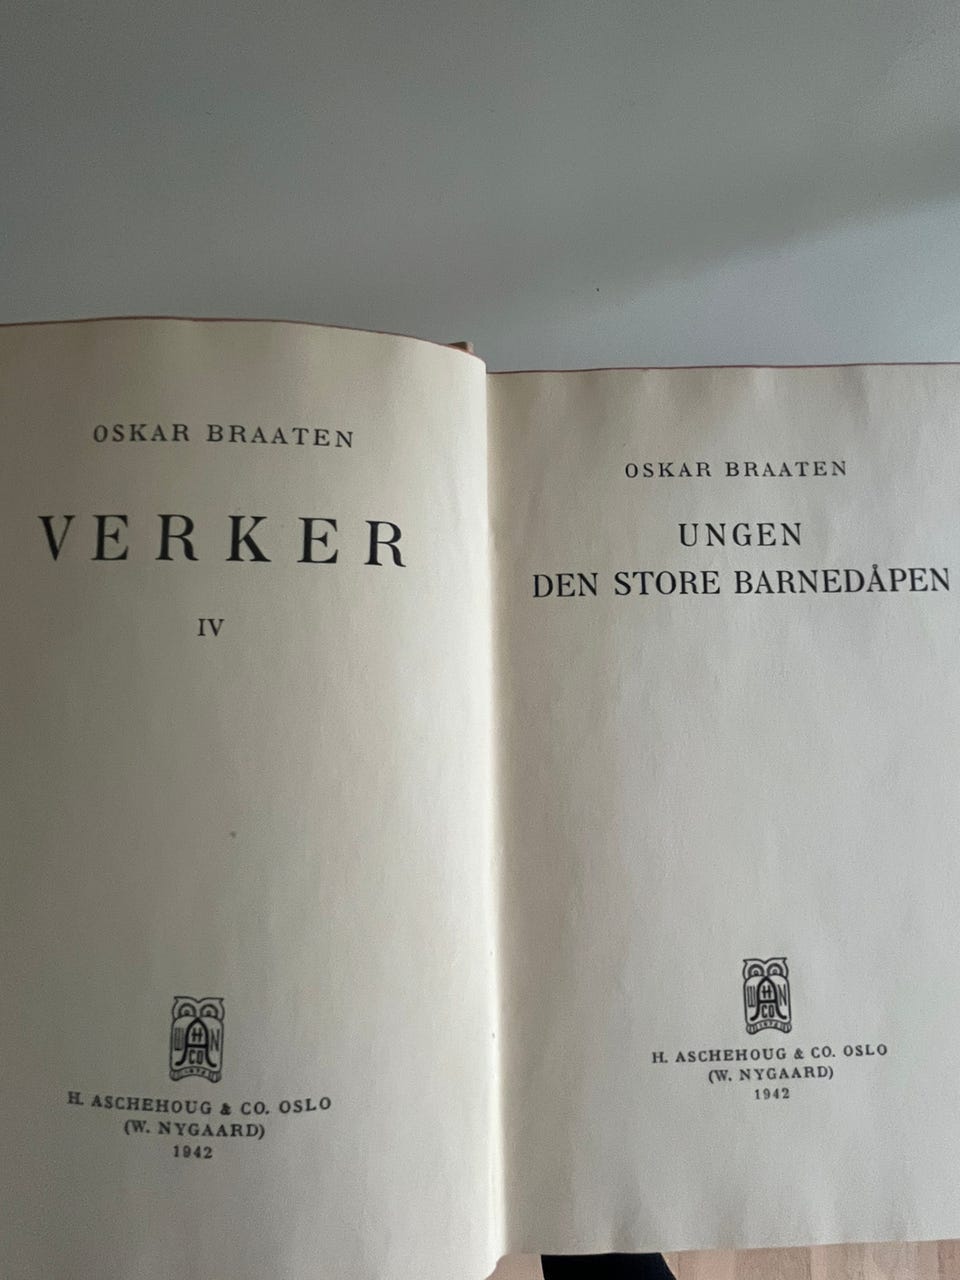 OSKAR BRAATEN
VERKER
IV
H. ASCHEHOUG & CO. OSLO
(W. NYGAARD)
1942
OSKAR BRAATEN
UNGEN
DEN STORE BARNEDÅPEN
H. ASCHEHOUG & CO. OSLO
(W. NYGAARD)
1942